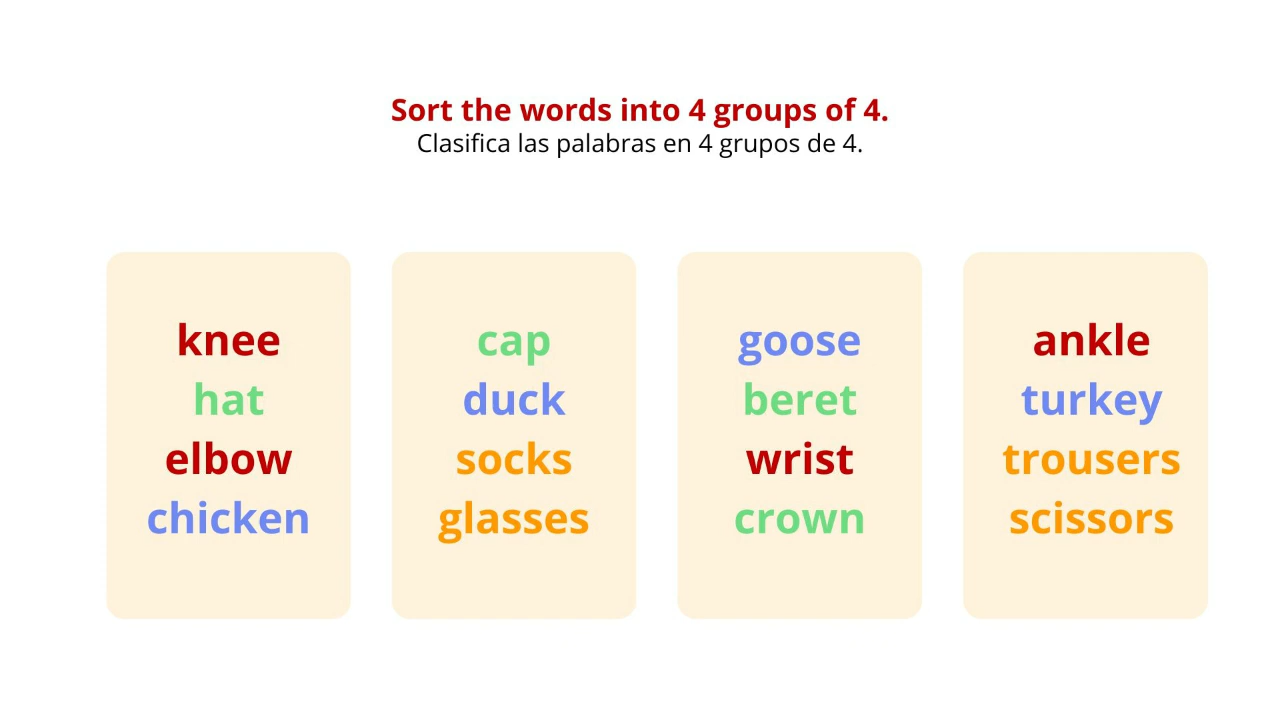 Sort the words into 4 groups of 4.
Clasifica las palabras en 4 grupos de 4.
knee
hat
elbow
chicken
cap
duck
socks
glasses
goose
beret
wrist
crown
ankle
turkey
trousers
scissors